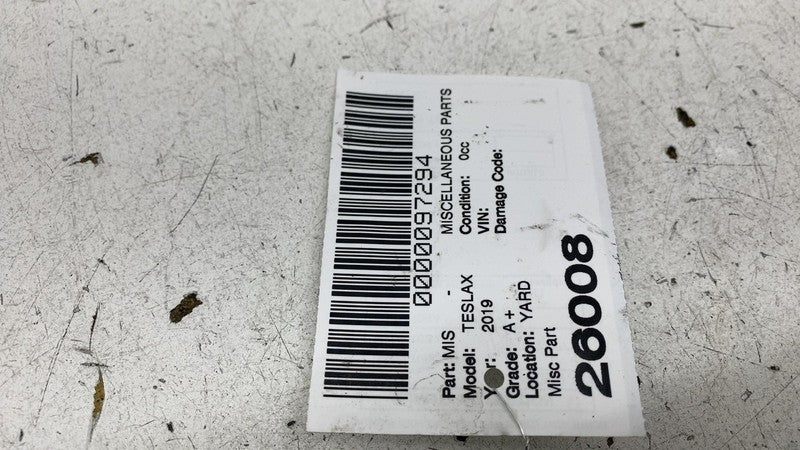 0000097294
Part: MIS - MISCELLANEOUS PARTS
Model: TESLAX Condition: 0cc
Year: 2019 VIN:
Grade: A+ Damage Code:
Location: YARD
Misc Part
26008